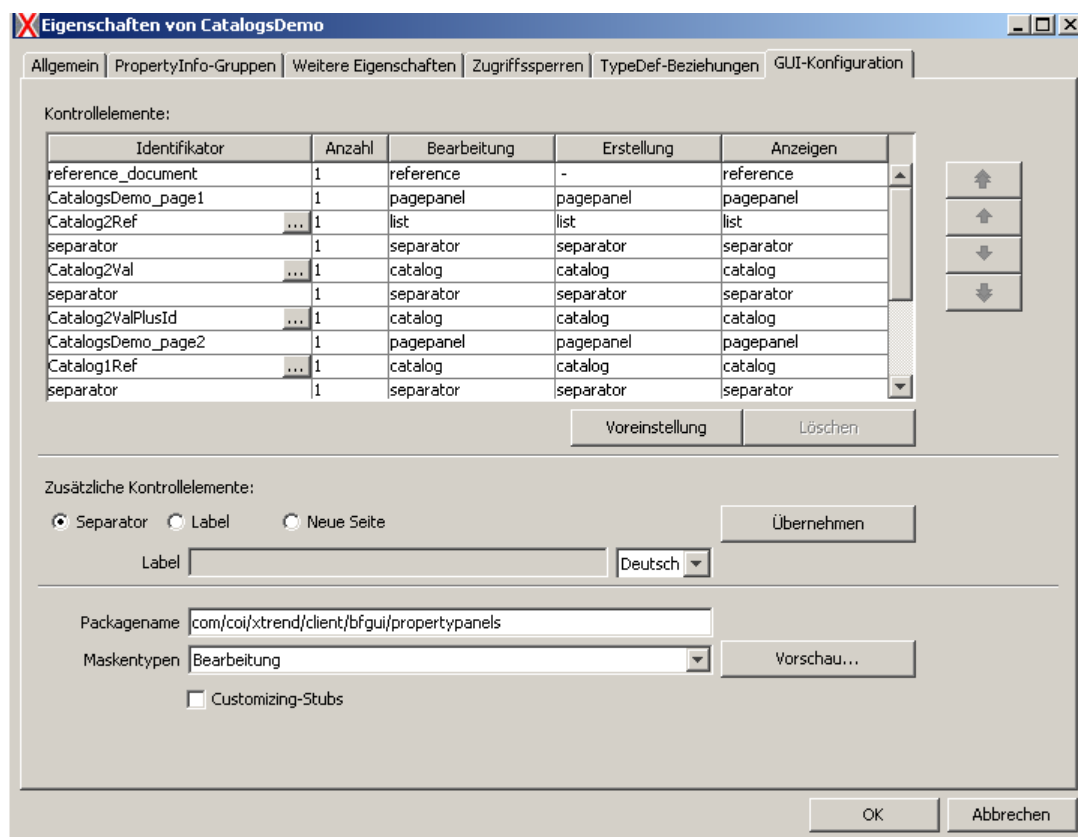 Eigenschaften von CatalogsDemo
Allgemein PropertyInfo-Gruppen Weitere Eigenschaften Zugriffssperren TypeDef-Beziehungen GUI-Konfiguration
Kontrollelemente:
Identifikator Anzahl Bearbeitung Erstellung Anzeigen
reference_document 1 reference - reference
CatalogsDemo_page1 1 pagepanel pagepanel pagepanel
Catalog2Ref ... 1 list list list
separator 1 separator separator separator
Catalog2Val ... 1 catalog catalog catalog
separator 1 separator separator separator
Catalog2ValPlusId ... 1 catalog catalog catalog
CatalogsDemo_page2 1 pagepanel pagepanel pagepanel
Catalog1Ref ... 1 catalog catalog catalog
separator 1 separator separator separator
Voreinstellung Löschen
Zusätzliche Kontrollelemente:
Separator Label Neue Seite Übernehmen
Label Deutsch
Packagename com/coi/xtrend/client/bfgui/propertypanels
Maskentypen Bearbeitung Vorschau...
Customizing-Stubs
OK Abbrechen